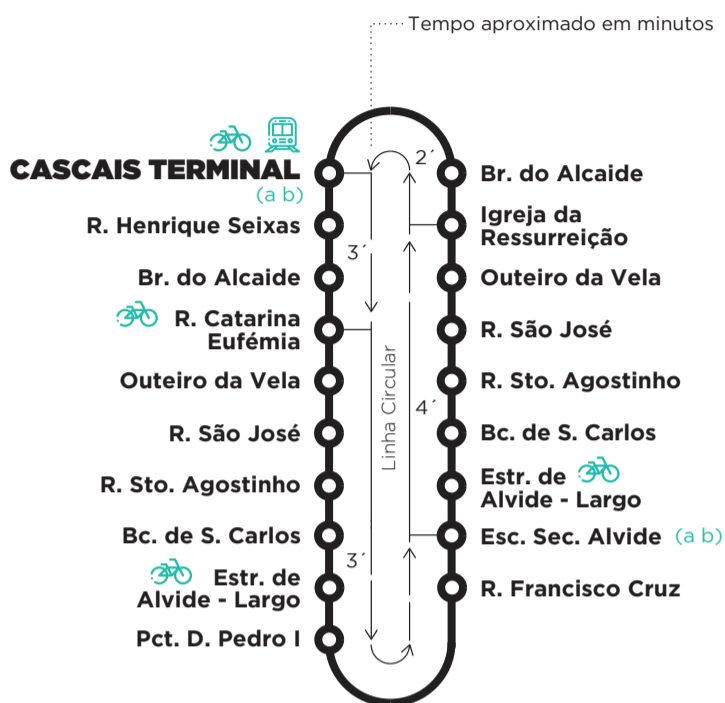 Tempo aproximado em minutos
CASCAIS TERMINAL
(a b)
R. Henrique Seixas
Br. do Alcaide
R. Catarina
Eufémia
Outeiro da Vela
R. São José
R. Sto. Agostinho
Bc. de S. Carlos
Estr. de
Alvide - Largo
Pct. D. Pedro I
3´
3´
Linha Circular
2´
4´
Br. do Alcaide
Igreja da
Ressurreição
Outeiro da Vela
R. São José
R. Sto. Agostinho
Bc. de S. Carlos
Estr. de
Alvide - Largo
Esc. Sec. Alvide (a b)
R. Francisco Cruz